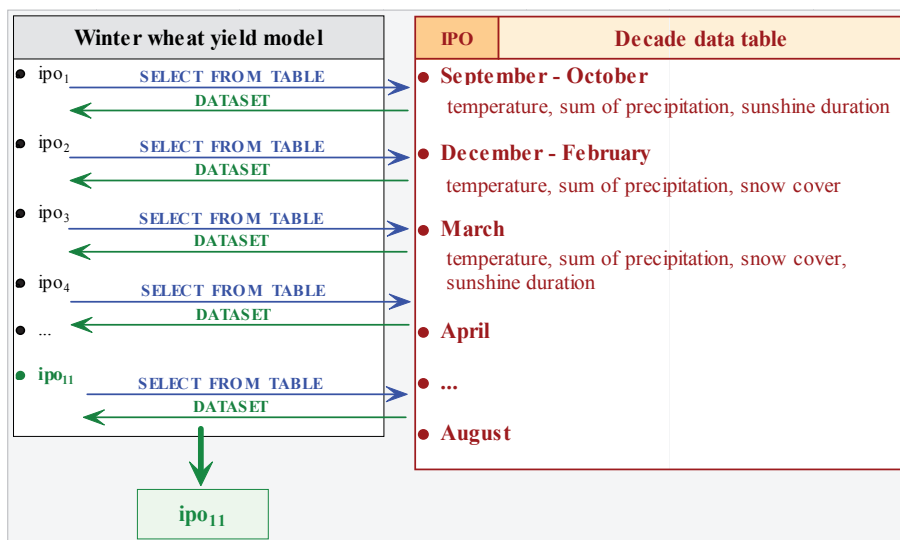 Winter wheat yield model
ipo1
SELECT FROM TABLE
DATASET
ipo2
SELECT FROM TABLE
DATASET
ipo3
SELECT FROM TABLE
DATASET
ipo4
SELECT FROM TABLE
DATASET
...
ipo11
SELECT FROM TABLE
DATASET
ipo11
IPO
Decade data table
September - October
temperature, sum of precipitation, sunshine duration
December - February
temperature, sum of precipitation, snow cover
March
temperature, sum of precipitation, snow cover,
sunshine duration
April
...
August